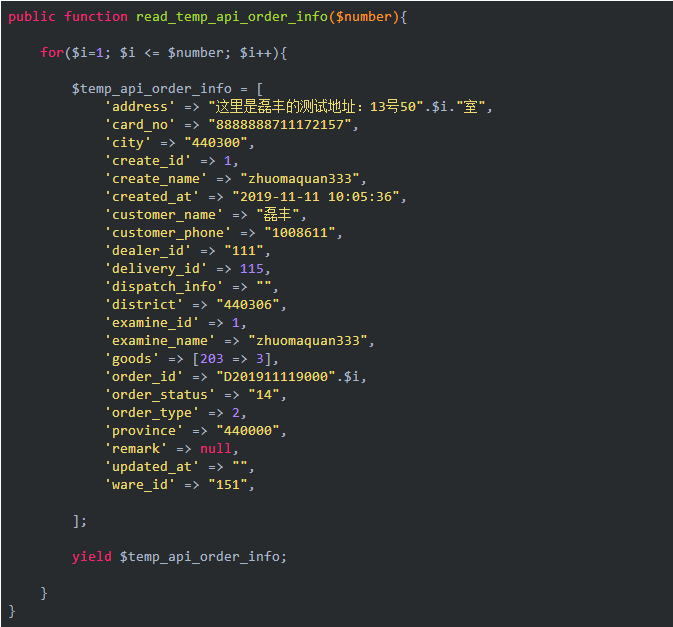 public function read_temp_api_order_info($number){
for($i=1; $i <= $number; $i++){
$temp_api_order_info = [
'address' => "这里是磊丰的测试地址：13号50".$i."室",
'card_no' => "8888888711172157",
'city' => "440300",
'create_id' => 1,
'create_name' => "zhuomaquan333",
'created_at' => "2019-11-11 10:05:36",
'customer_name' => "磊丰",
'customer_phone' => "1008611",
'dealer_id' => "111",
'delivery_id' => 115,
'dispatch_info' => "",
'district' => "440306",
'examine_id' => 1,
'examine_name' => "zhuomaquan333",
'goods' => [203 => 3],
'order_id' => "D201911119000".$i,
'order_status' => "14",
'order_type' => 2,
'province' => "440000",
'remark' => null,
'updated_at' => "",
'ware_id' => "151",
];
yield $temp_api_order_info;
}
}